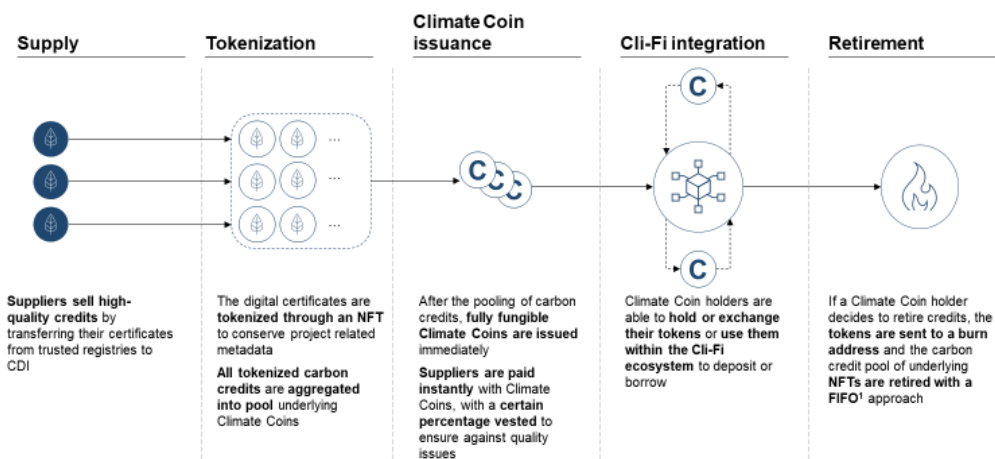 Supply
Tokenization
Climate Coin
issuance
Cli-Fi integration
Retirement
...
...
...
C
C
C
C
C
Suppliers sell high-
quality credits by
transferring their certificates
from trusted registries to
CDI
The digital certificates are
tokenized through an NFT
to conserve project related
metadata
All tokenized carbon
credits are aggregated
into pool underlying
Climate Coins
After the pooling of carbon
credits, fully fungible
Climate Coins are issued
immediately
Suppliers are paid
instantly with Climate
Coins, with a certain
percentage vested to
ensure against quality
issues
Climate Coin holders are
able to hold or exchange
their tokens or use them
within the Cli-Fi
ecosystem to deposit or
borrow
If a Climate Coin holder
decides to retire credits, the
tokens are sent to a burn
address and the carbon
credit pool of underlying
NFTs are retired with a
FIFO¹ approach